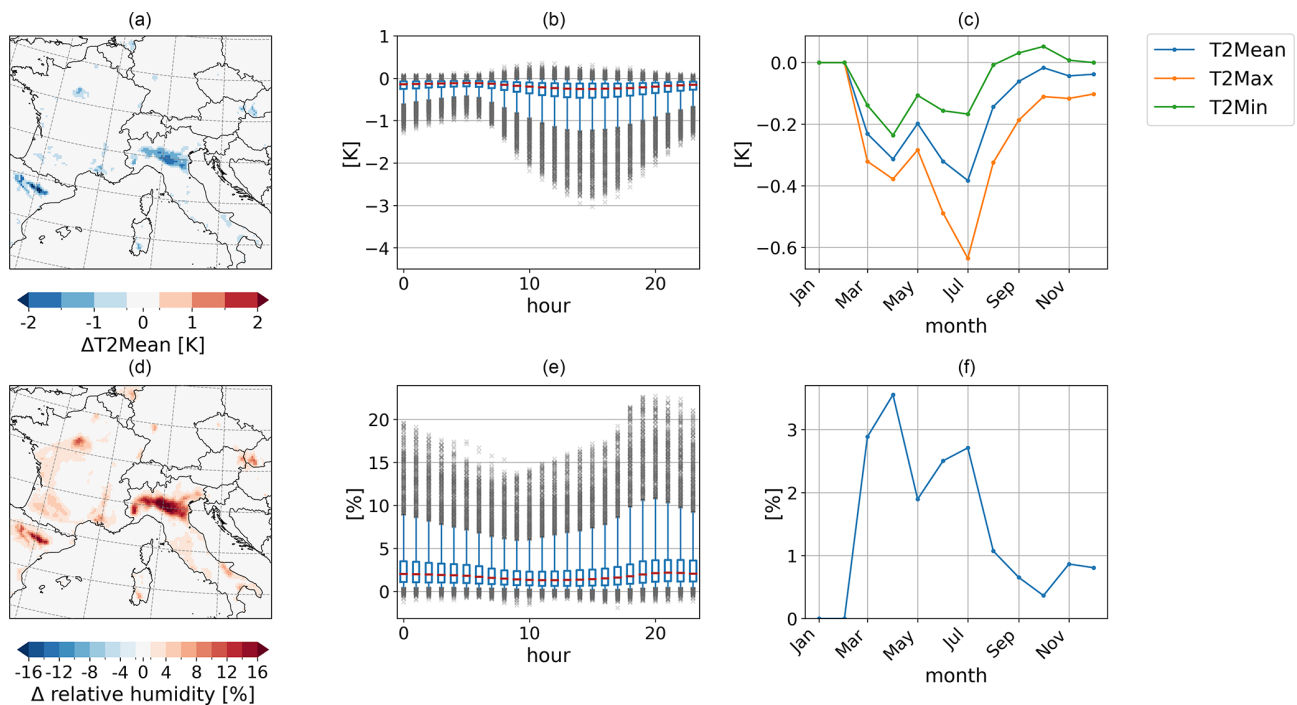 (a)
-2 -1 0 1 2
ΔT2Mean [K]
(b)
1
0
−1
−2
−3
−4
[K]
0 10 20
hour
(c)
0.0
−0.2
−0.4
−0.6
[K]
Jan Mar May Jul Sep Nov
month
T2Mean
T2Max
T2Min
(d)
-16 -12 -8 -4 0 4 8 12 16
Δ relative humidity [%]
(e)
20
15
10
5
0
[%]
0 10 20
hour
(f)
3
2
1
0
[%]
Jan Mar May Jul Sep Nov
month